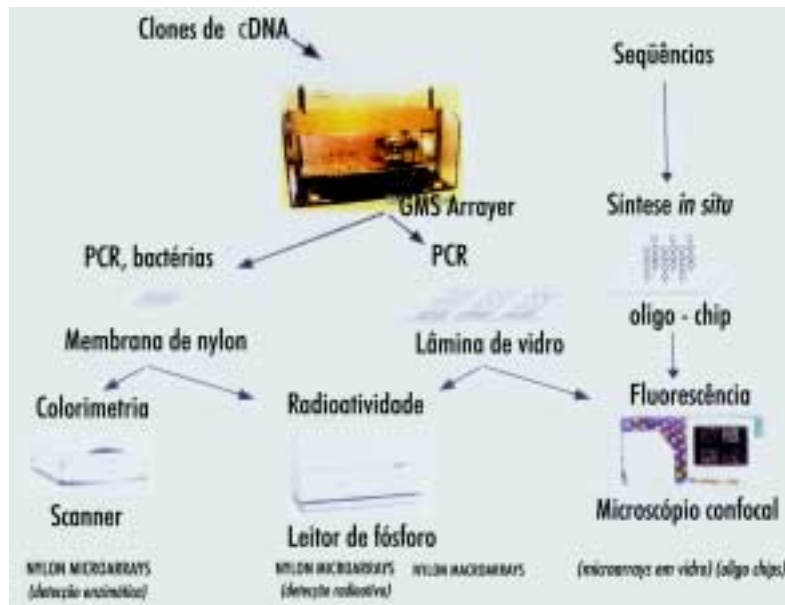 Clones de cDNA
Seqüências
GMS Arrayer
Síntese in situ
PCR, bactérias
PCR
oligo - chip
Membrana de nylon
Lâmina de vidro
Colorimetria
Radioatividade
Fluorescência
Scanner
Leitor de fósforo
Microscópio confocal
NYLON MICROARRAYS
(detecção enzimática)
NYLON MICROARRAYS
(detecção radioativa)
NYLON MACROARRAYS
(microarrays em vidro) (oligo chips)